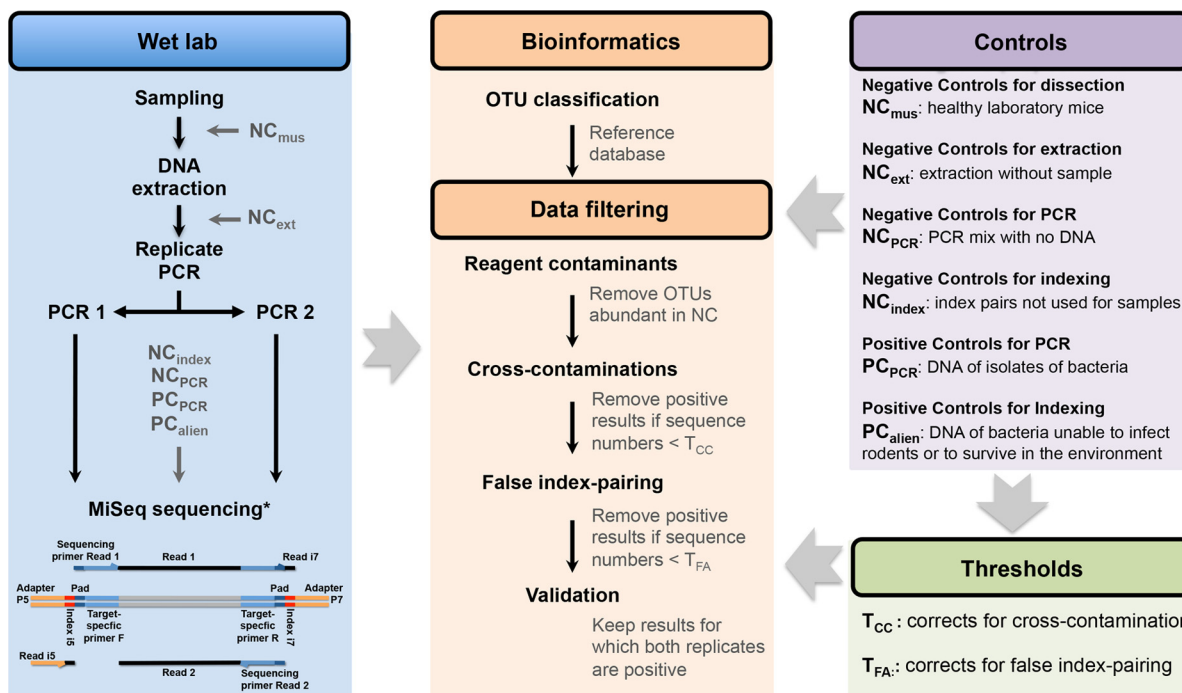 Wet lab
Sampling
NCmus
DNA
extraction
NCext
Replicate
PCR
PCR 1
PCR 2
NCindex
NCPCR
PCPCR
PCalien
MiSeq sequencing*
Sequencing
primer Read 1
Read 1
Read i7
Adapter
P5
Pad
Pad
Adapter
P7
Index i5
Target-
specfic
primer F
Target-
specfic
primer R
Index i7
Read i5
Read 2
Sequencing
primer Read 2
Bioinformatics
OTU classification
Reference
database
Data filtering
Reagent contaminants
Remove OTUs
abundant in NC
Cross-contaminations
Remove positive
results if sequence
numbers < TCC
False index-pairing
Remove positive
results if sequence
numbers < TFA
Validation
Keep results for
which both replicates
are positive
Controls
Negative Controls for dissection
NCmus: healthy laboratory mice
Negative Controls for extraction
NCext: extraction without sample
Negative Controls for PCR
NCPCR: PCR mix with no DNA
Negative Controls for indexing
NCindex: index pairs not used for samples
Positive Controls for PCR
PCPCR: DNA of isolates of bacteria
Positive Controls for Indexing
PCalien: DNA of bacteria unable to infect
rodents or to survive in the environment
Thresholds
TCC : corrects for cross-contamination
TFA: : corrects for false index-pairing